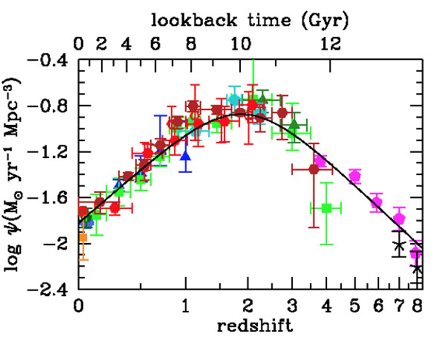 lookback time (Gyr)
0 2 4 6 8 10 12
-0.4
-0.8
-1.2
-1.6
-2
-2.4
log ψ(M⊙ yr⁻¹ Mpc⁻³)
0 1 2 3 4 5 6 7 8
redshift